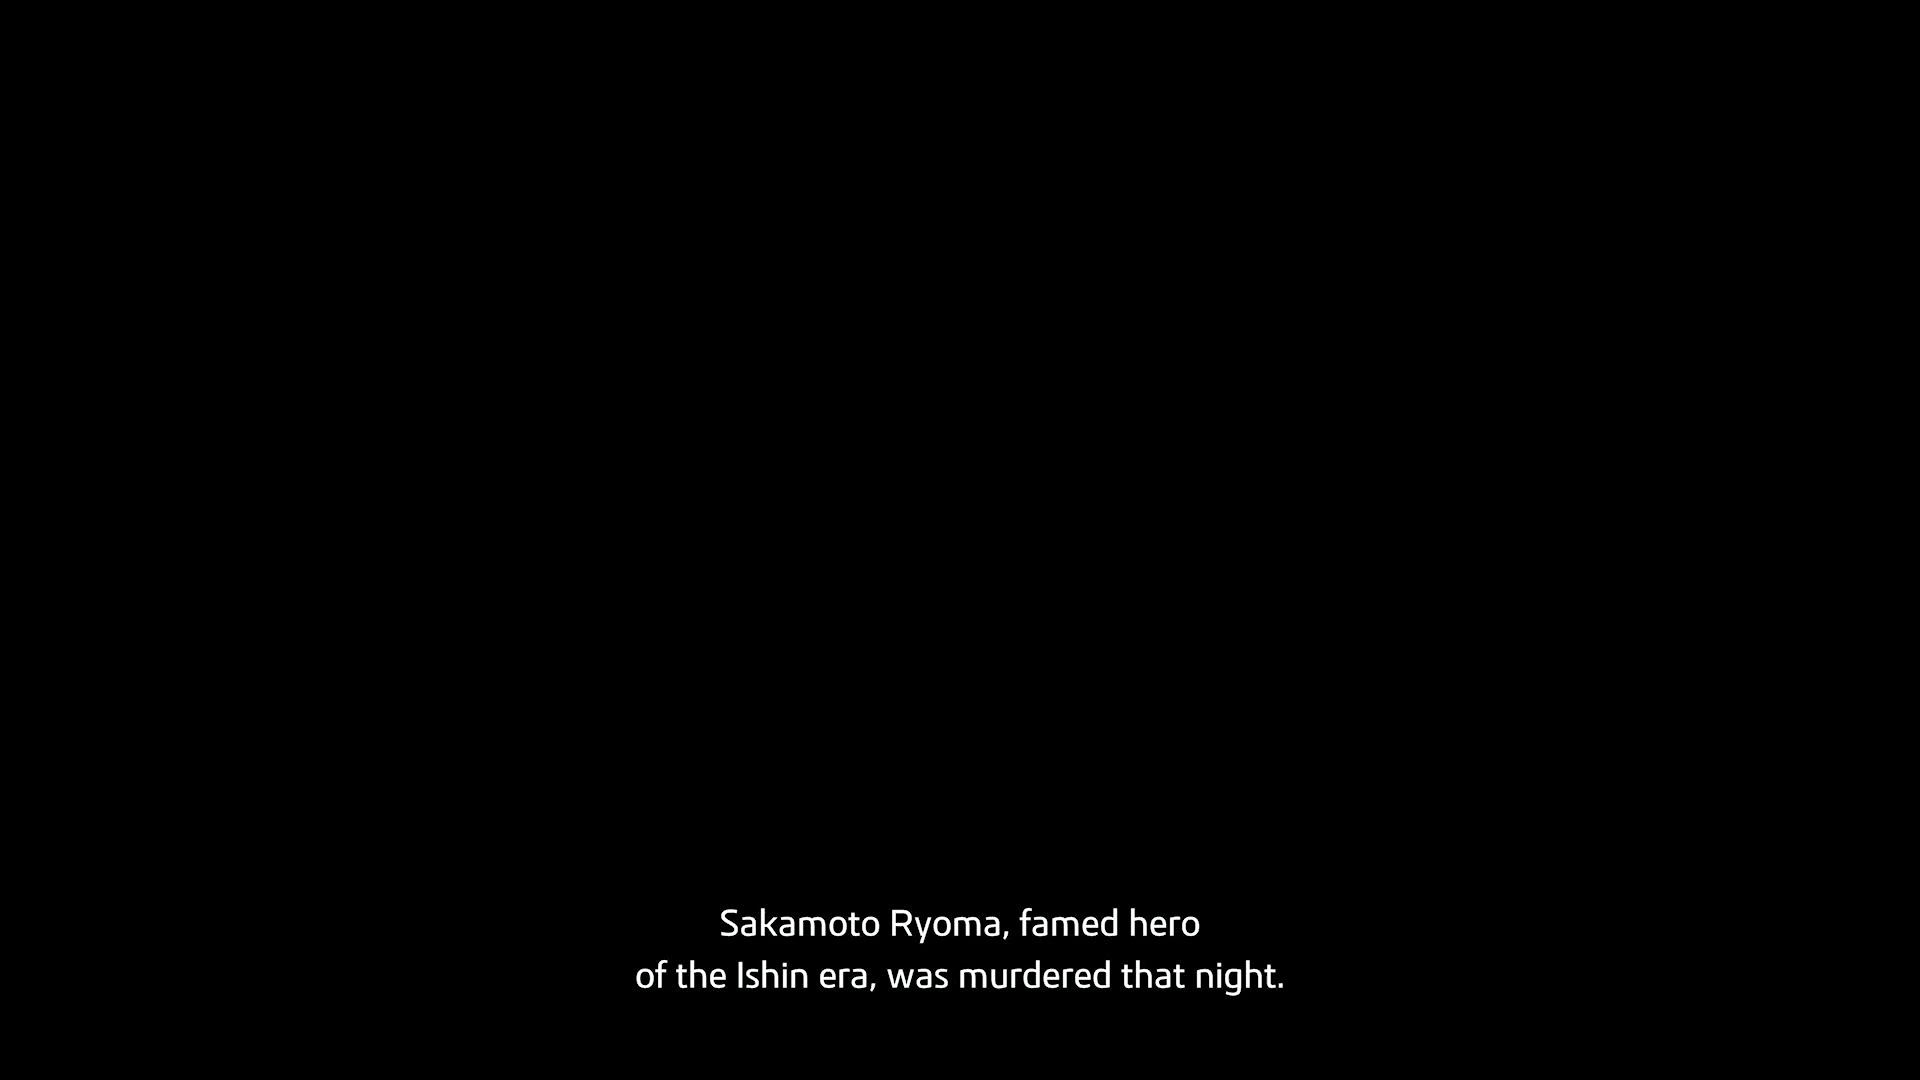 Sakamoto Ryoma, famed hero
of the Ishin era, was murdered that night.